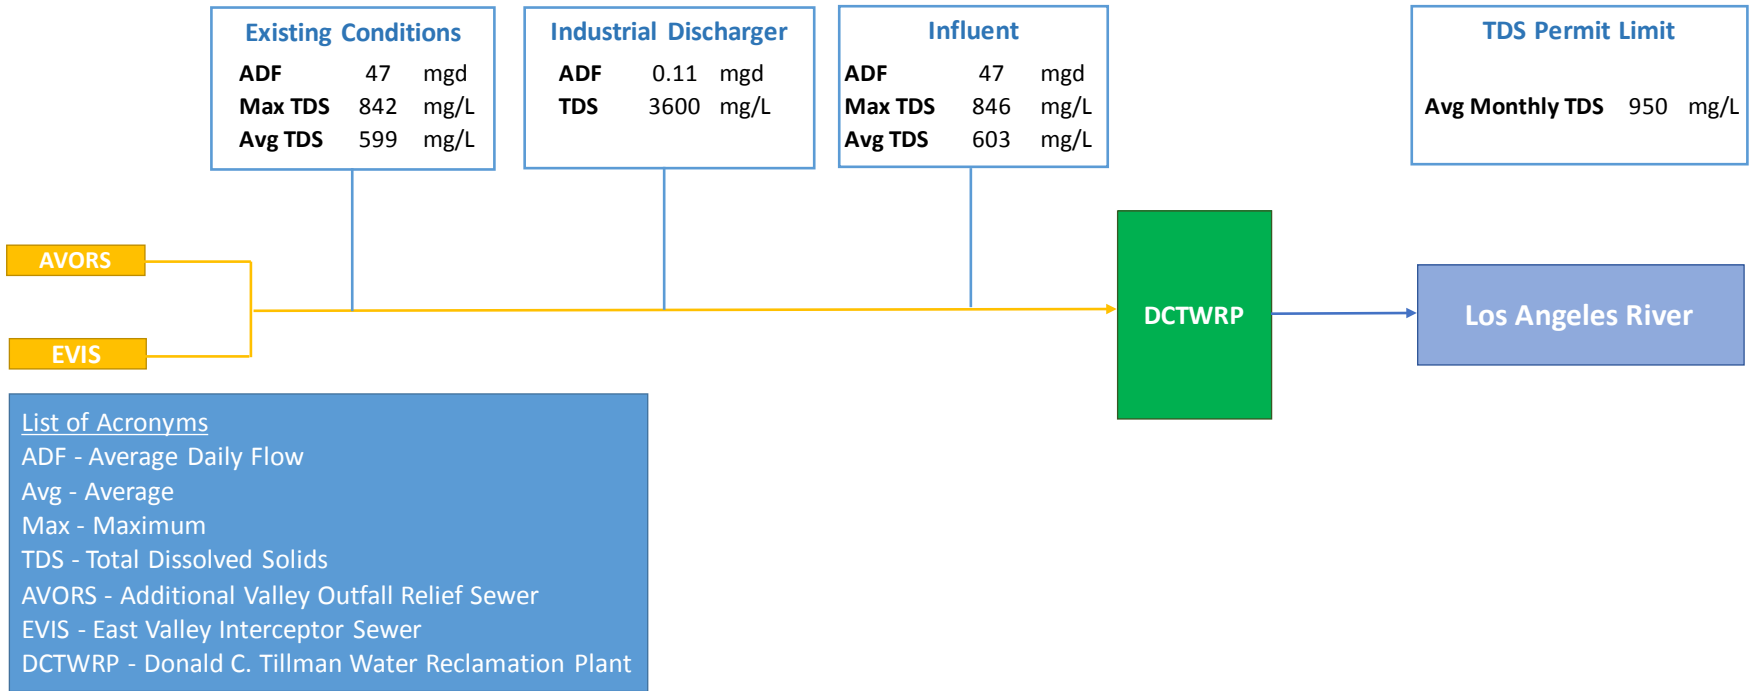 Existing Conditions
ADF 47 mgd
Max TDS 842 mg/L
Avg TDS 599 mg/L
Industrial Discharger
ADF 0.11 mgd
TDS 3600 mg/L
Influent
ADF 47 mgd
Max TDS 846 mg/L
Avg TDS 603 mg/L
TDS Permit Limit
Avg Monthly TDS 950 mg/L
AVORS
EVIS
DCTWRP
Los Angeles River
List of Acronyms
ADF - Average Daily Flow
Avg - Average
Max - Maximum
TDS - Total Dissolved Solids
AVORS - Additional Valley Outfall Relief Sewer
EVIS - East Valley Interceptor Sewer
DCTWRP - Donald C. Tillman Water Reclamation Plant